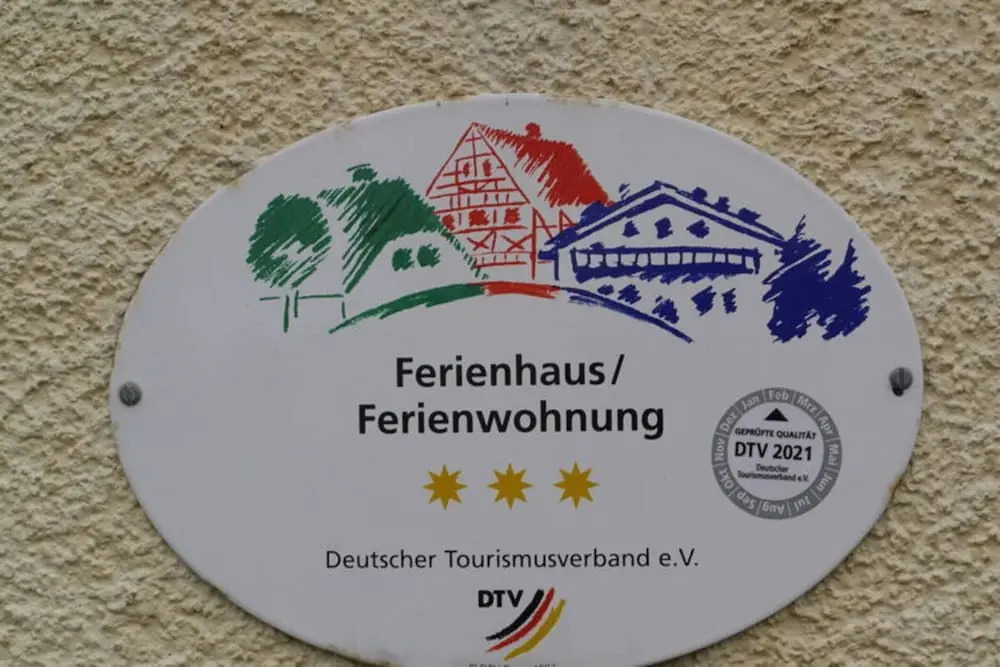 Ferienhaus/
Ferienwohnung
Jan Feb Mrz Apr Mai Jun Jul Aug Sep Okt Nov Dez
GEPRÜFTE QUALITÄT
DTV 2021
Deutscher
Tourismusverband e.V.
Deutscher Tourismusverband e.V.
DTV